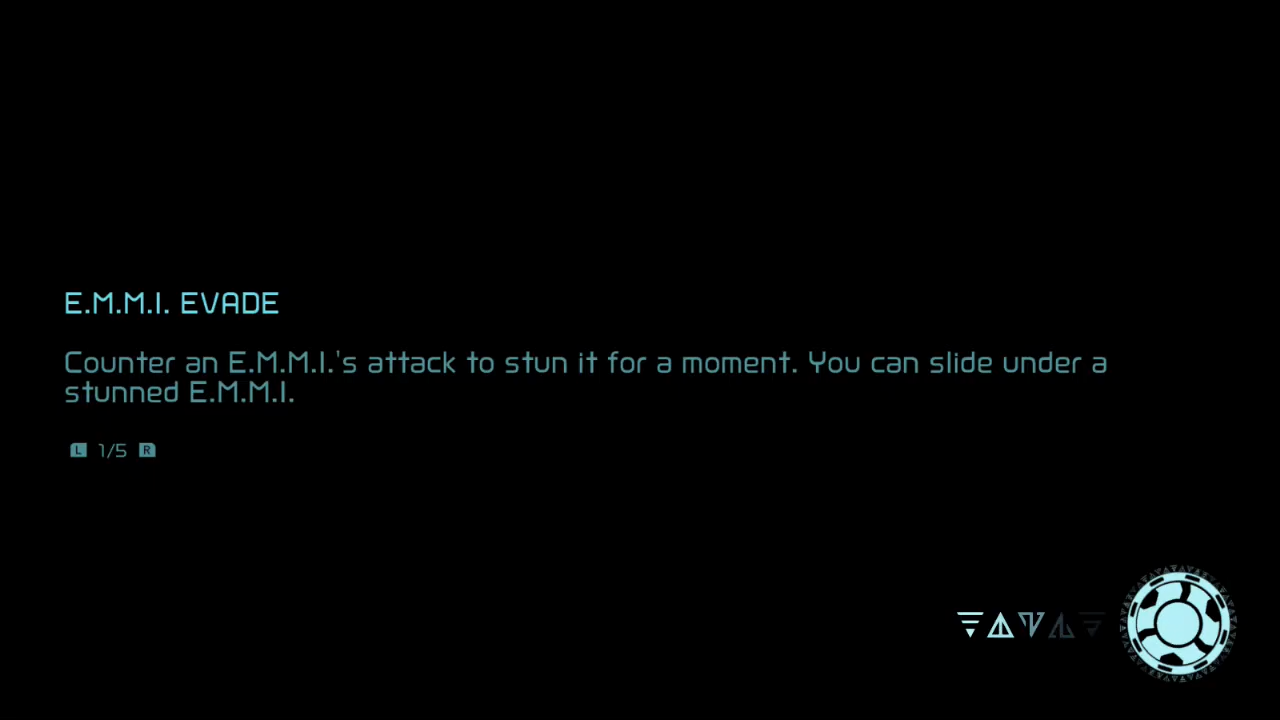 E.M.M.I. EVADE
Counter an E.M.M.I.'s attack to stun it for a moment. You can slide under a
stunned E.M.M.I.
L 1/5 R